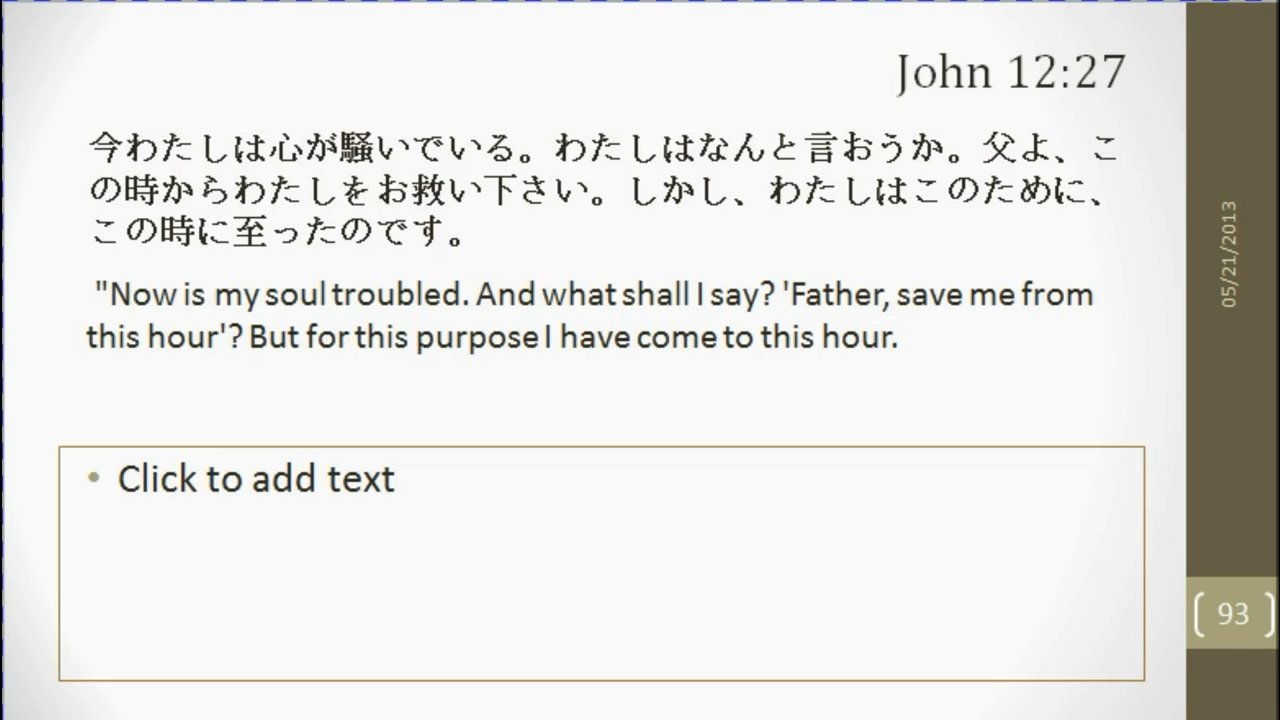 John 12:27
今わたしは心が騒いでいる。わたしはなんと言おうか。父よ、こ
の時からわたしをお救い下さい。しかし、わたしはこのために、
この時に至ったのです。
"Now is my soul troubled. And what shall I say? 'Father, save me from
this hour'? But for this purpose I have come to this hour.
• Click to add text
05/21/2013
93